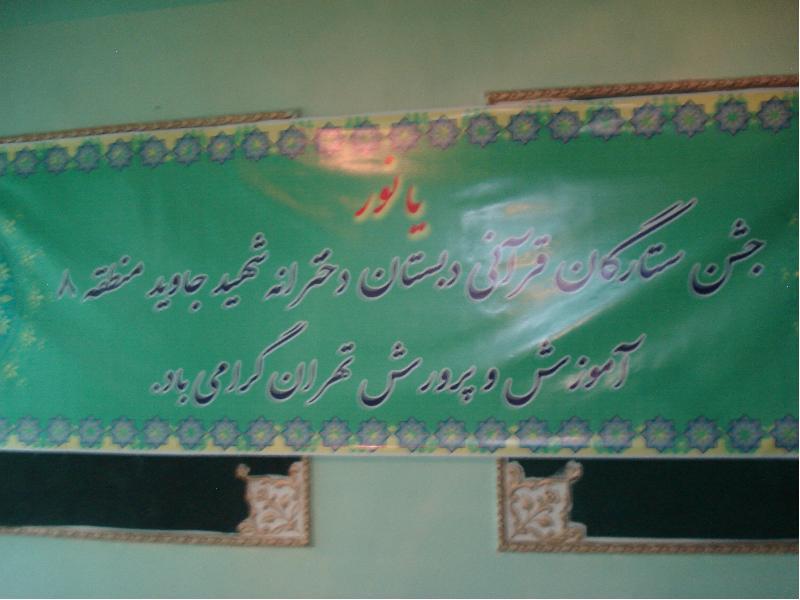 یا نور
جشن ستارگان قرآنی دبستان دخترانه شهید جاوید منطقه ۸
آموزش و پرورش تهران گرامی باد.